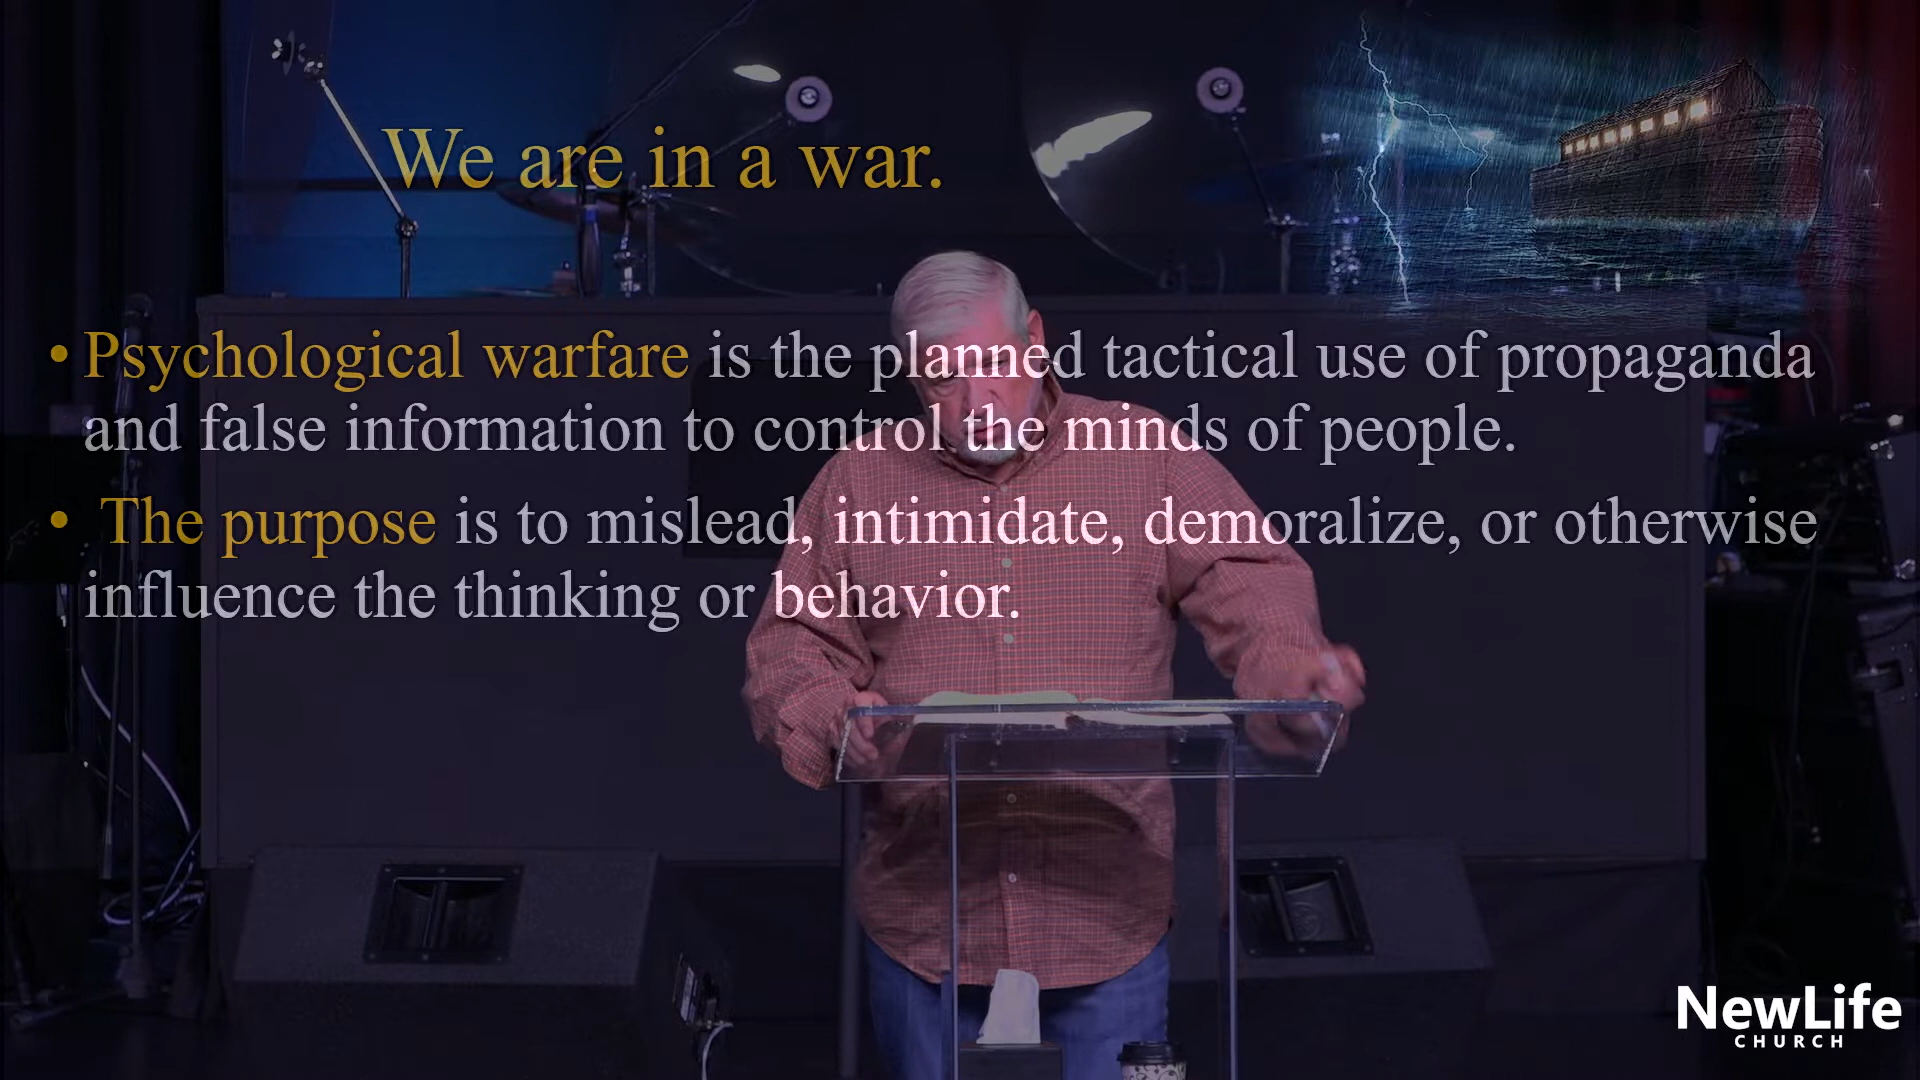 We are in a war.
• Psychological warfare is the planned tactical use of propaganda
and false information to control the minds of people.
• The purpose is to mislead, intimidate, demoralize, or otherwise
influence the thinking or behavior.
NewLife
CHURCH